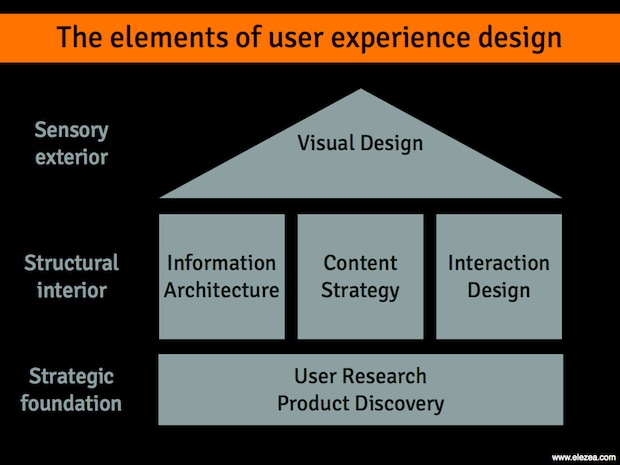 The elements of user experience design
Sensory
exterior
Visual Design
Structural
interior
Information
Architecture
Content
Strategy
Interaction
Design
Strategic
foundation
User Research
Product Discovery
www.elezea.com